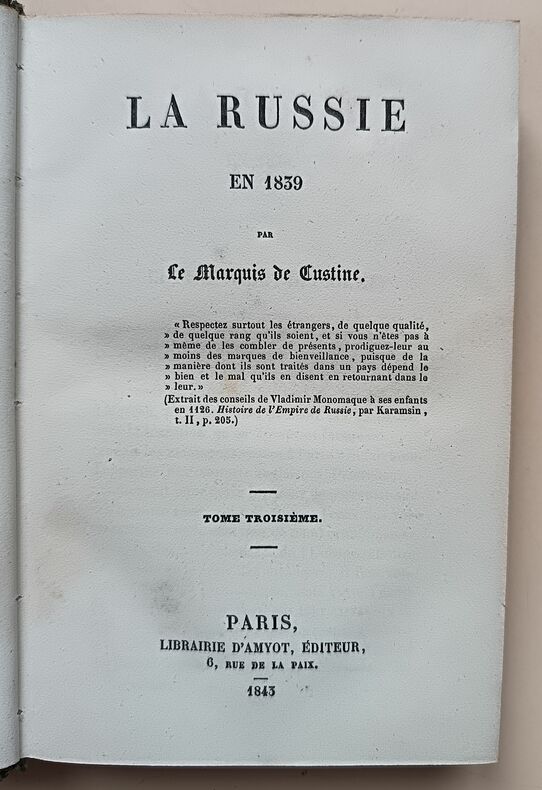 LA RUSSIE
EN 1839
PAR
Le Marquis de Custine.
« Respectez surtout les étrangers, de quelque qualité,
» de quelque rang qu'ils soient, et si vous n'êtes pas à
» même de les combler de présents, prodiguez-leur au
» moins des marques de bienveillance, puisque de la
» manière dont ils sont traités dans un pays dépend le
» bien et le mal qu'ils en disent en retournant dans le
» leur. »
(Extrait des conseils de Vladimir Monomaque à ses enfants
en 1126. Histoire de l'Empire de Russie, par Karamsin,
t. II, p. 205.)
TOME TROISIÈME.
PARIS,
LIBRAIRIE D'AMYOT, ÉDITEUR,
6, RUE DE LA PAIX.
1843